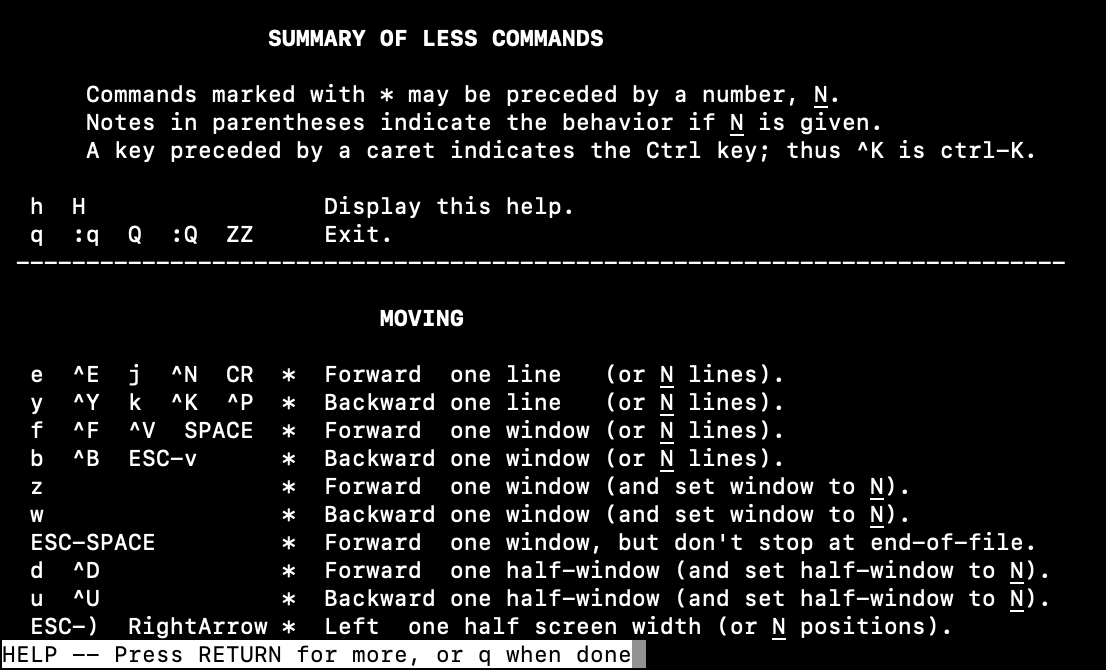 SUMMARY OF LESS COMMANDS
Commands marked with * may be preceded by a number, N.
Notes in parentheses indicate the behavior if N is given.
A key preceded by a caret indicates the Ctrl key; thus ^K is ctrl-K.
h  H                 Display this help.
q  :q  Q  :Q  ZZ     Exit.
---------------------------------------------------------------------------
MOVING
e  ^E  j  ^N  CR  *  Forward  one line   (or N lines).
y  ^Y  k  ^K  ^P  *  Backward one line   (or N lines).
f  ^F  ^V  SPACE  *  Forward  one window (or N lines).
b  ^B  ESC-v      *  Backward one window (or N lines).
z                 *  Forward  one window (and set window to N).
w                 *  Backward one window (and set window to N).
ESC-SPACE         *  Forward  one window, but don't stop at end-of-file.
d  ^D             *  Forward  one half-window (and set half-window to N).
u  ^U             *  Backward one half-window (and set half-window to N).
ESC-)  RightArrow *  Left  one half screen width (or N positions).
HELP -- Press RETURN for more, or q when done